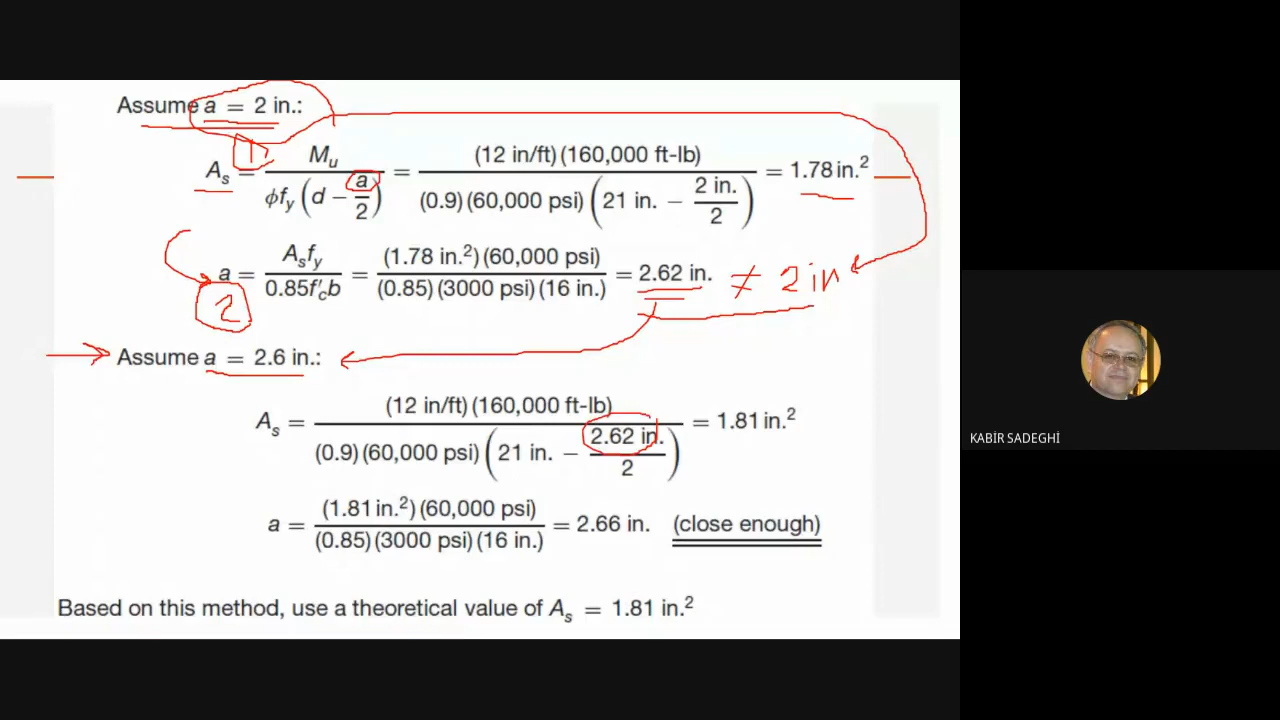 Assume a = 2 in.:
1
A_s = M_u / ϕf_y (d − a/2) = (12 in/ft) (160,000 ft-lb) / (0.9) (60,000 psi) (21 in. − 2 in./2) = 1.78 in.²
a = A_s f_y / 0.85f'_c b = (1.78 in.²) (60,000 psi) / (0.85) (3000 psi) (16 in.) = 2.62 in. ≠ 2 in
2
Assume a = 2.6 in.:
A_s = (12 in/ft) (160,000 ft-lb) / (0.9) (60,000 psi) (21 in. − 2.62 in./2) = 1.81 in.²
a = (1.81 in.²) (60,000 psi) / (0.85) (3000 psi) (16 in.) = 2.66 in. (close enough)
Based on this method, use a theoretical value of A_s = 1.81 in.²
KABİR SADEGHİ